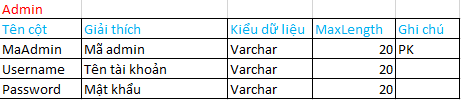 Admin
Tên cột Giải thích Kiểu dữ liệu MaxLength Ghi chú
MaAdmin Mã admin Varchar 20 PK
Username Tên tài khoản Varchar 20
Password Mật khẩu Varchar 20